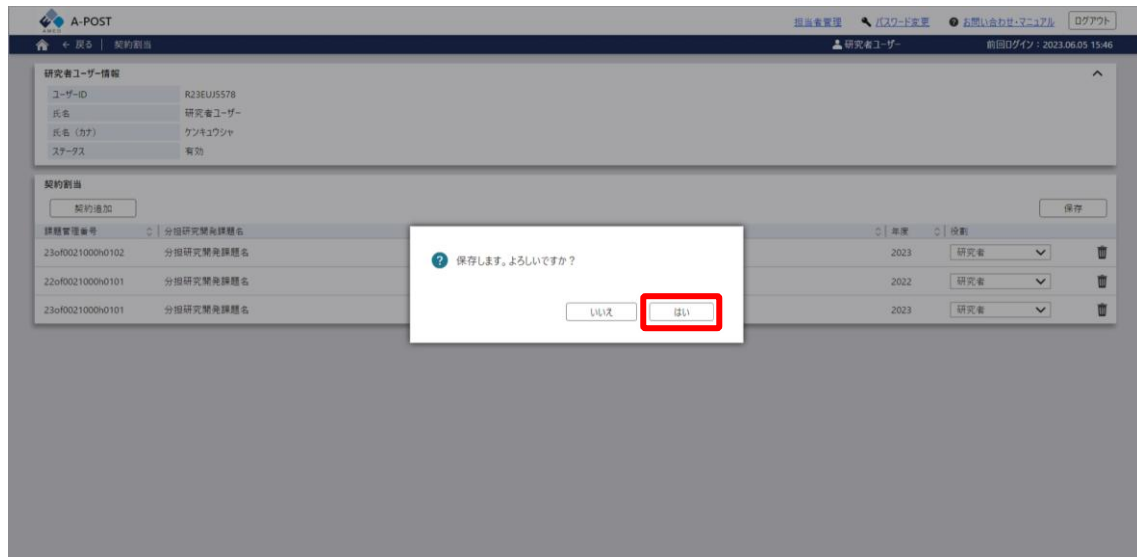 A-POST
AMED
担当者管理 パスワード変更 お問い合わせ・マニュアル ログアウト
← 戻る 契約割当 研究者ユーザー 前回ログイン:2023.06.05 15:46
研究者ユーザー情報
ユーザーID R23EUJ5578
氏名 研究者ユーザー
氏名(カナ) ケンキュウシャ
ステータス 有効
契約割当
契約追加 保存
課題管理番号 分担研究開発課題名 年度 役割
23of0021000h0102 分担研究開発課題名 2023 研究者
22of0021000h0101 分担研究開発課題名 2022 研究者
23of0021000h0101 分担研究開発課題名 2023 研究者
? 保存します。よろしいですか?
いいえ はい